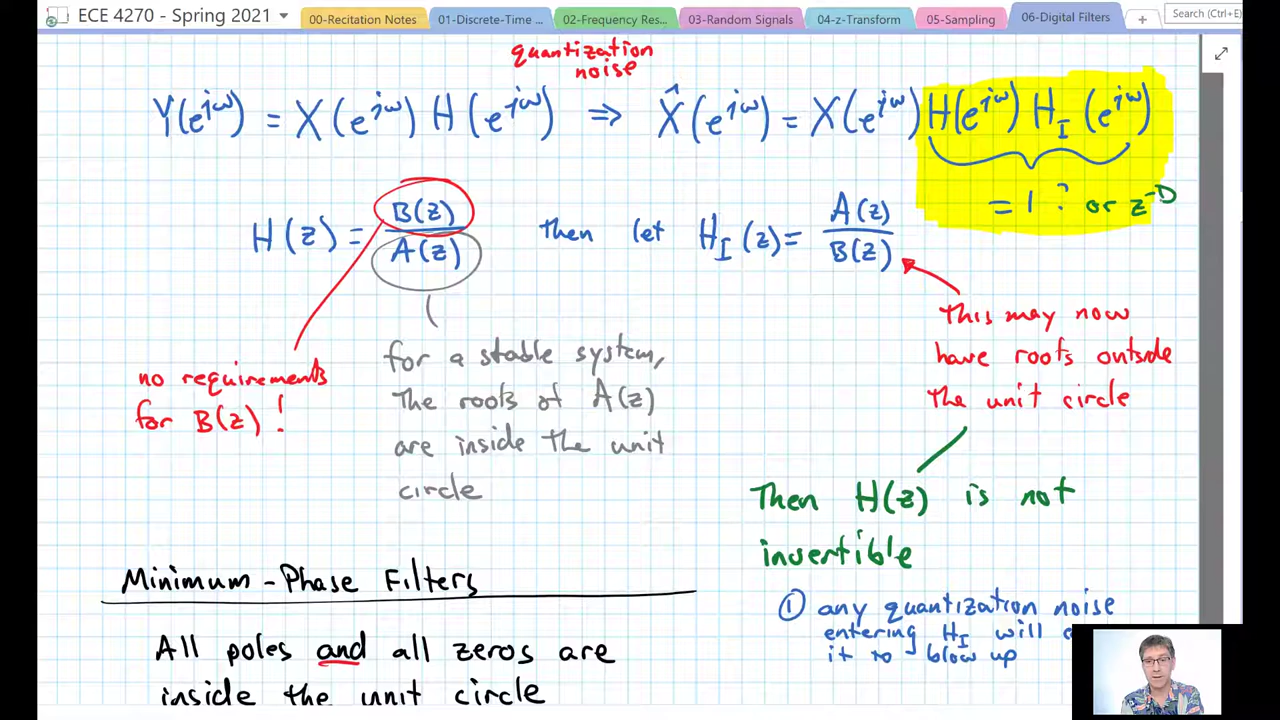 ECE 4270 - Spring 2021
00-Recitation Notes
01-Discrete-Time ...
02-Frequency Res...
03-Random Signals
04-z-Transform
05-Sampling
06-Digital Filters
Search (Ctrl+E)
quantization
noise
Y(e^{jω}) = X(e^{jω}) H(e^{jω}) ⇒ X̂(e^{jω}) = X(e^{jω}) H(e^{jω}) H_I(e^{jω})
= 1 ? or z^{-D}
H(z) = B(z)/A(z) then let H_I(z) = A(z)/B(z)
no requirements
for B(z) !
for a stable system,
the roots of A(z)
are inside the unit
circle
This may now
have roots outside
the unit circle
Then H(z) is not
invertible
① any quantization noise
entering H_I will
it to blow up
Minimum-Phase Filters
All poles and all zeros are
inside the unit circle